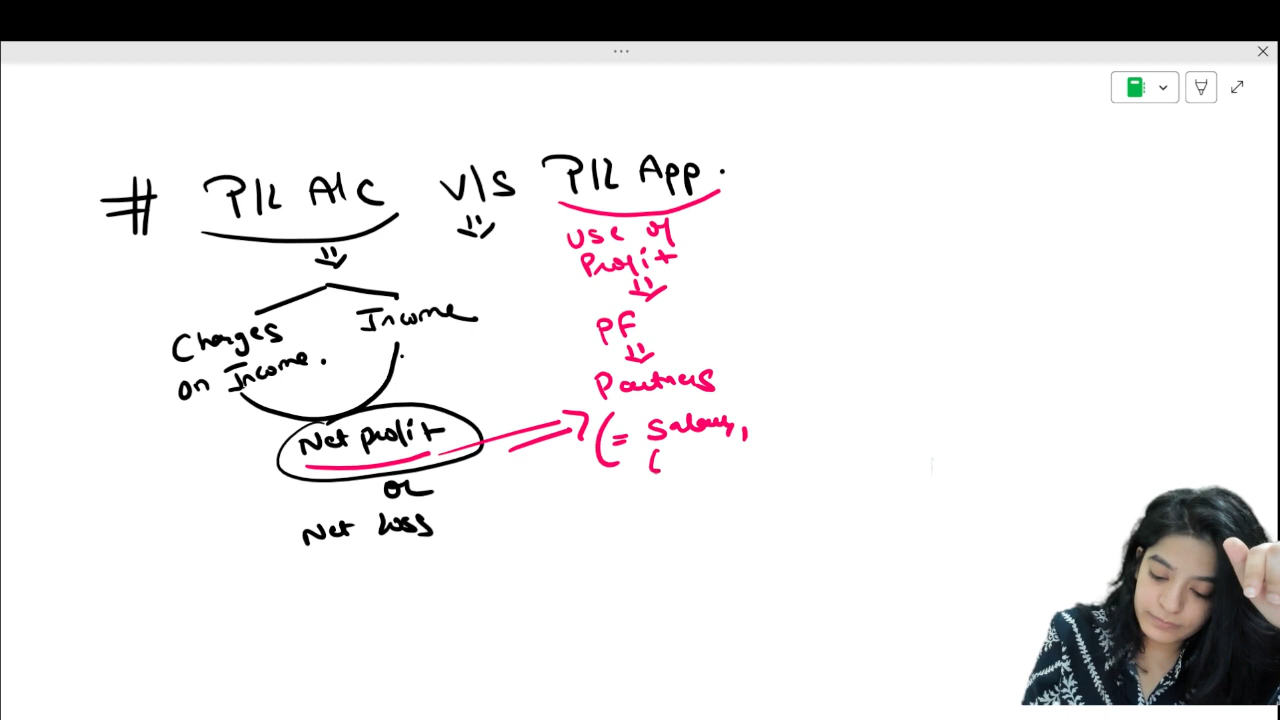 # P/L A/C V/S P/L App.
Use of
Profit
PF
Partners
(= Salary,
(
Charges
on Income.
Income
Net profit
or
Net loss